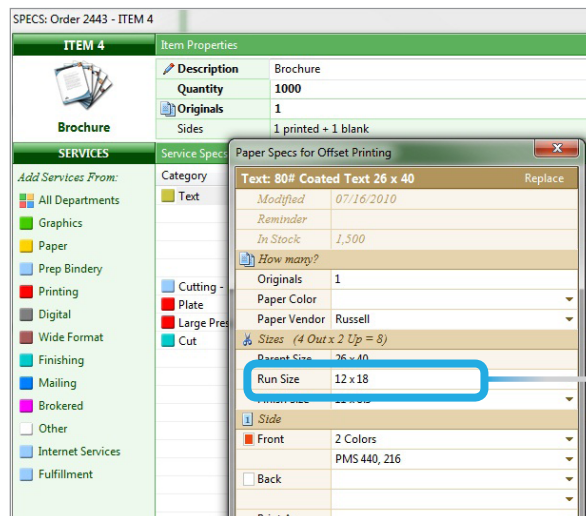 SPECS: Order 2443 - ITEM 4
ITEM 4
Item Properties
Description Brochure
Quantity 1000
Originals 1
Brochure
Sides 1 printed + 1 blank
SERVICES
Service Specs
Paper Specs for Offset Printing
Add Services From:
Category
Text: 80# Coated Text 26 x 40 Replace
All Departments
Text
Modified 07/16/2010
Graphics
Reminder
Paper
In Stock 1,500
Prep Bindery
How many?
Printing
Cutting -
Originals 1
Digital
Plate
Paper Color
Wide Format
Large Pres
Paper Vendor Russell
Finishing
Cut
Sizes (4 Out x 2 Up = 8)
Mailing
Parent Size 26 x 40
Brokered
Run Size 12 x 18
Other
Internet Services
1 Side
Fulfillment
Front 2 Colors
PMS 440, 216
Back